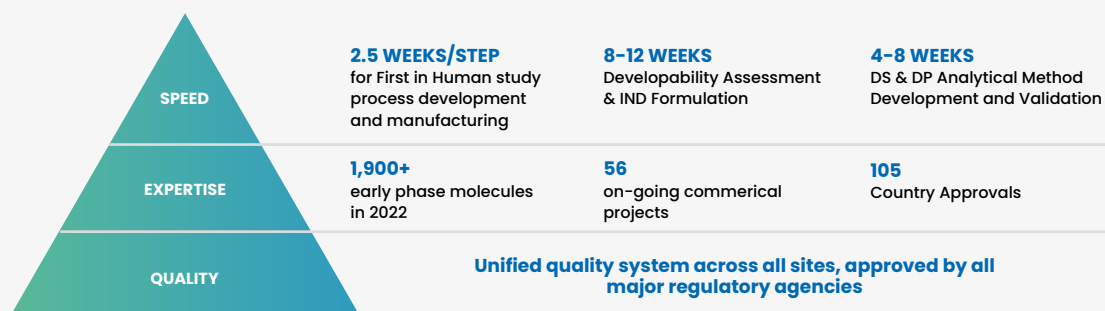 SPEED
2.5 WEEKS/STEP
for First in Human study
process development
and manufacturing
8-12 WEEKS
Developability Assessment
& IND Formulation
4-8 WEEKS
DS & DP Analytical Method
Development and Validation
EXPERTISE
1,900+
early phase molecules
in 2022
56
on-going commerical
projects
105
Country Approvals
QUALITY
Unified quality system across all sites, approved by all
major regulatory agencies